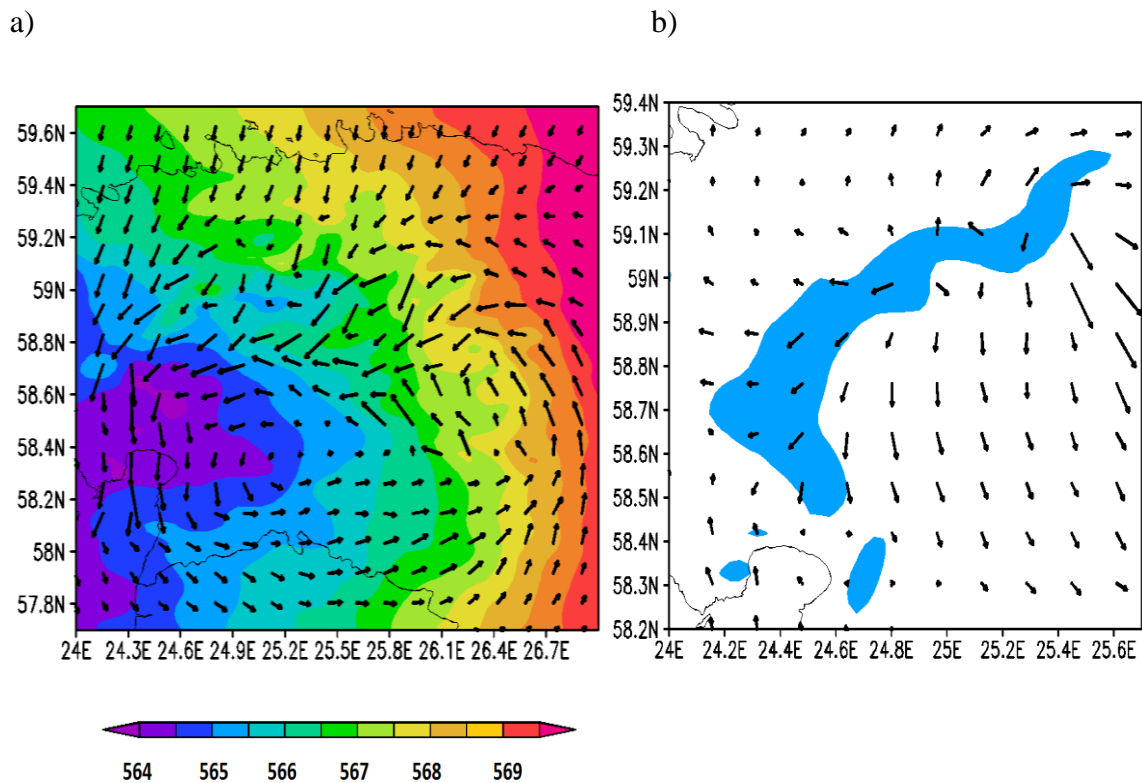 a)
b)
59.6N
59.4N
59.2N
59N
58.8N
58.6N
58.4N
58.2N
58N
57.8N
24E 24.3E 24.6E 24.9E 25.2E 25.5E 25.8E 26.1E 26.4E 26.7E
59.4N
59.3N
59.2N
59.1N
59N
58.9N
58.8N
58.7N
58.6N
58.5N
58.4N
58.3N
58.2N
24E 24.2E 24.4E 24.6E 24.8E 25E 25.2E 25.4E 25.6E
564 565 566 567 568 569